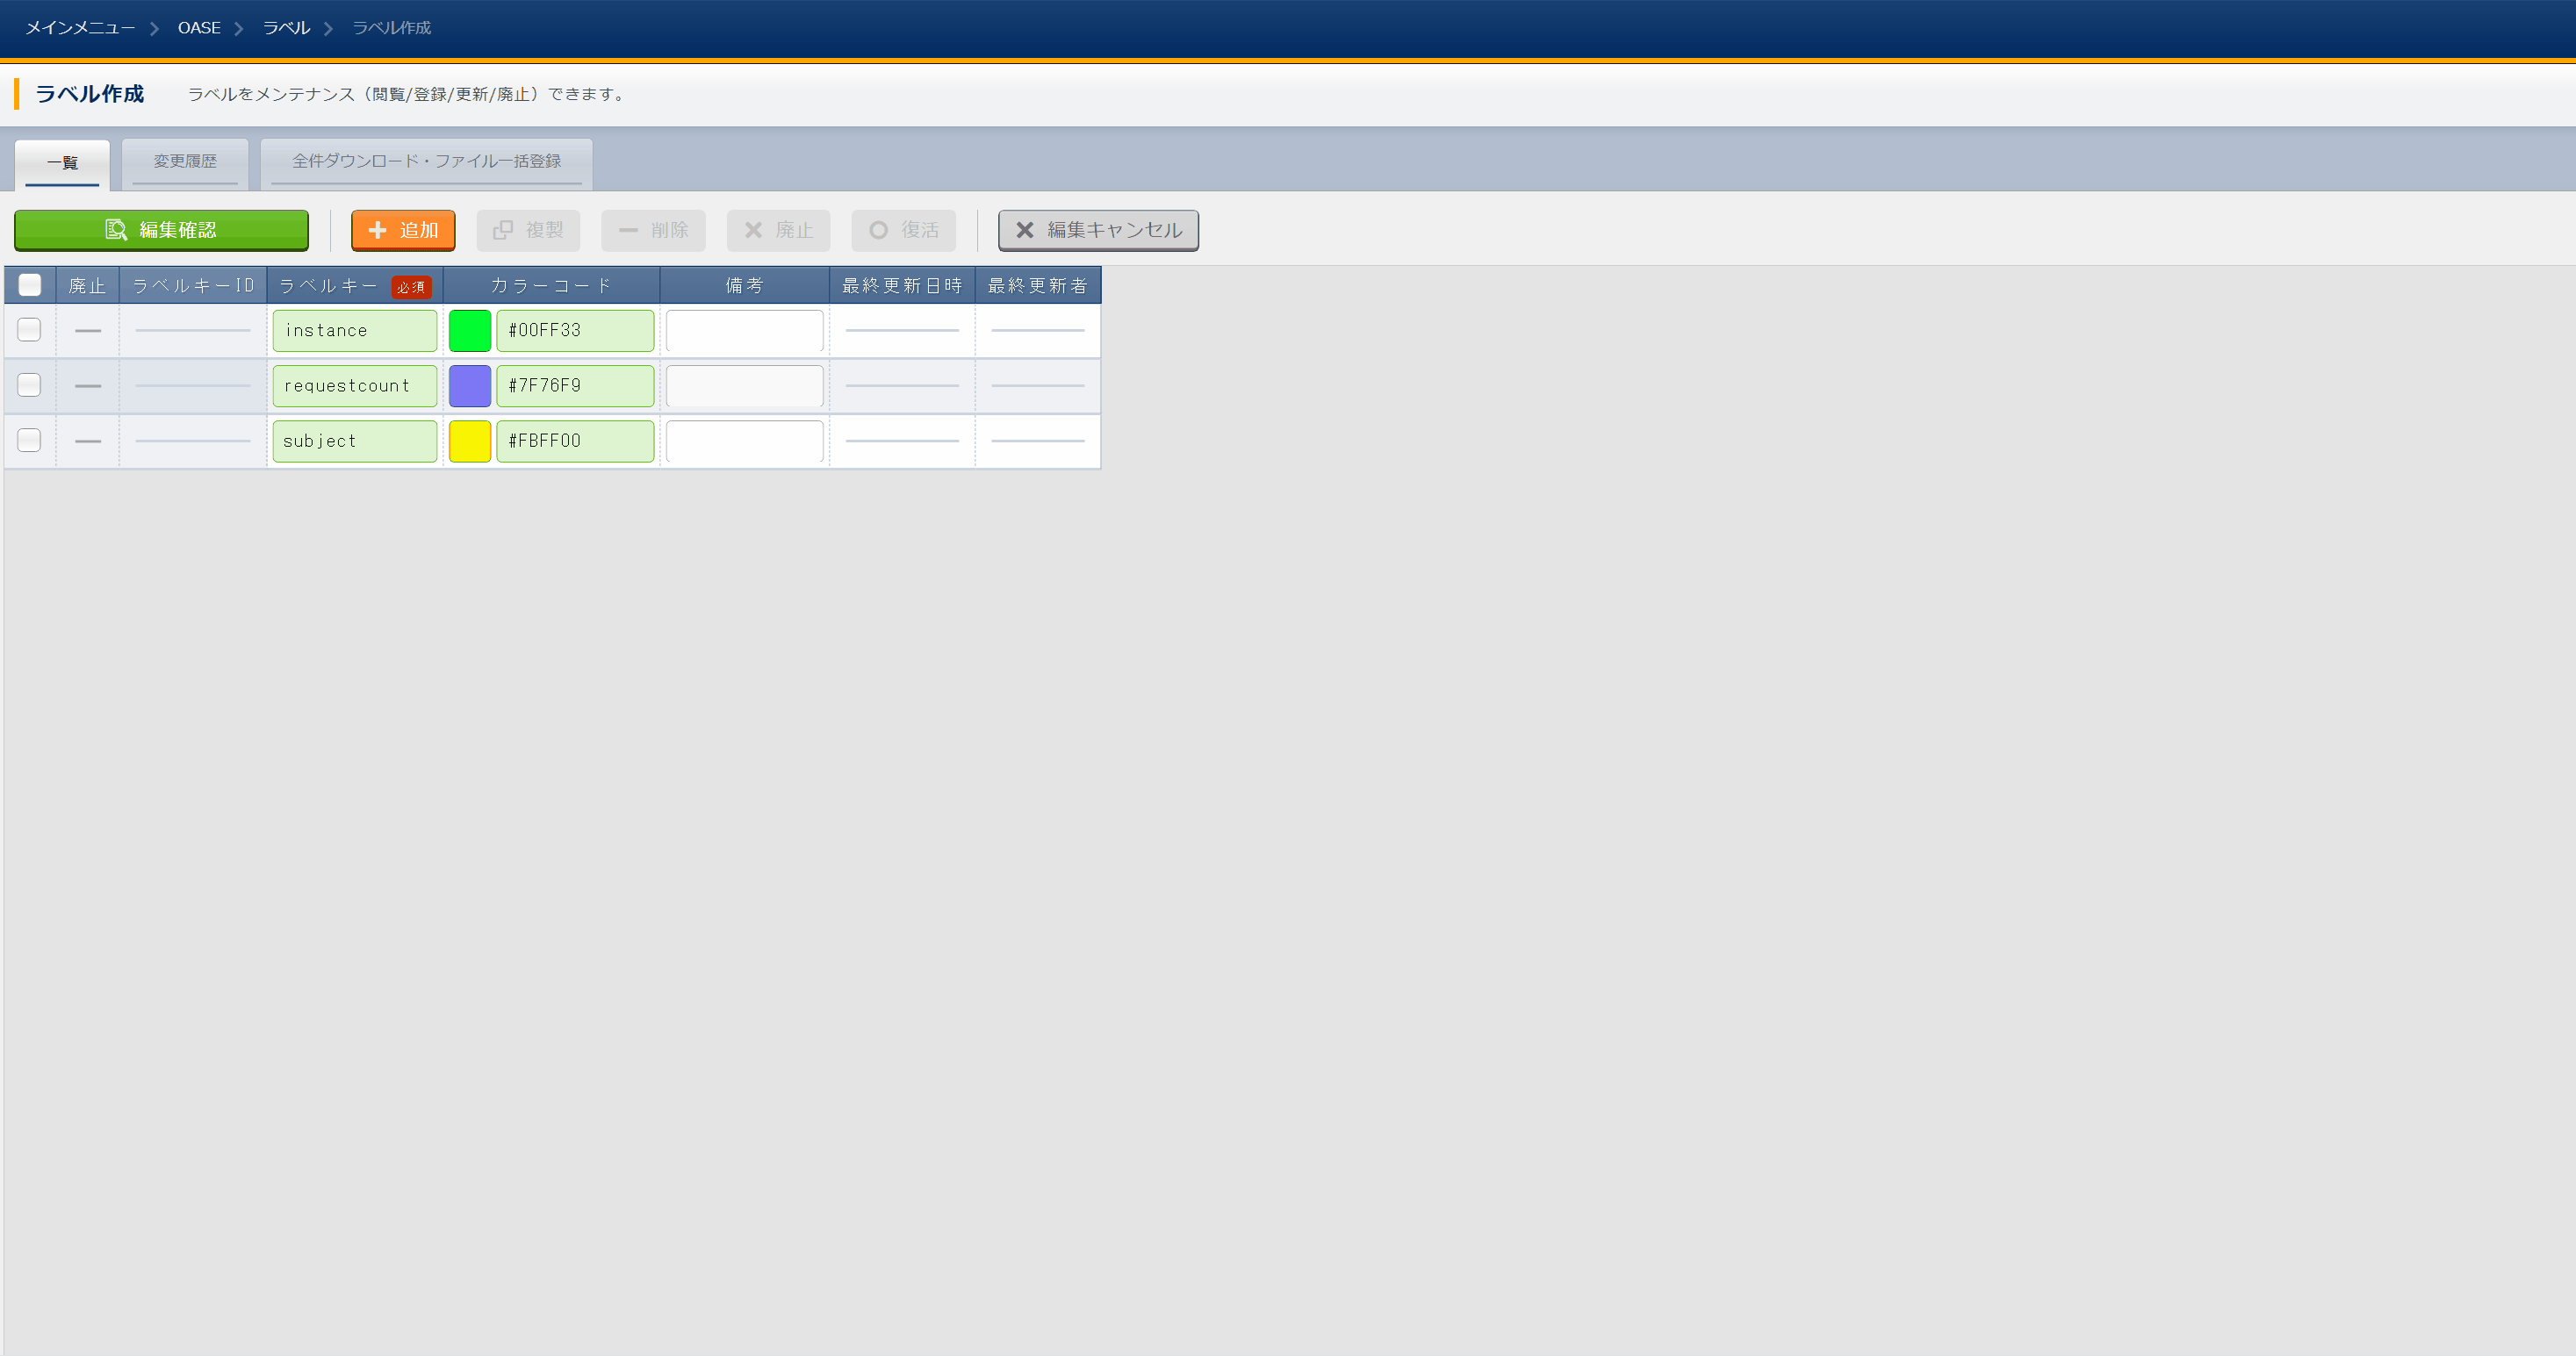 メインメニュー OASE ラベル ラベル作成
ラベル作成 ラベルをメンテナンス（閲覧/登録/更新/廃止）できます。
一覧 変更履歴 全件ダウンロード・ファイル一括登録
編集確認 追加 複製 削除 廃止 復活 編集キャンセル
廃止 ラベルキーID ラベルキー 必須 カラーコード 備考 最終更新日時 最終更新者
instance #00FF33
requestcount #7F76F9
subject #FBFF00